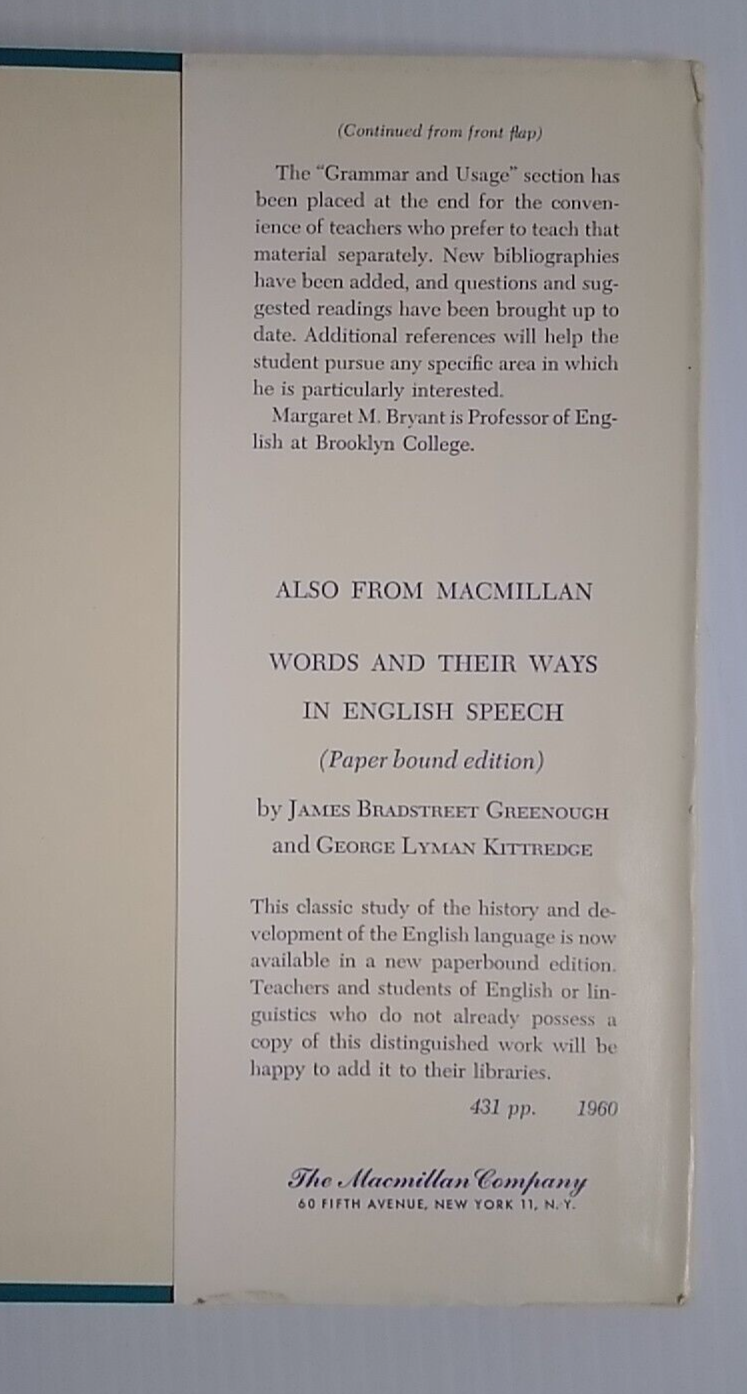 (Continued from front flap)
The “Grammar and Usage” section has
been placed at the end for the conven-
ience of teachers who prefer to teach that
material separately. New bibliographies
have been added, and questions and sug-
gested readings have been brought up to
date. Additional references will help the
student pursue any specific area in which
he is particularly interested.
Margaret M. Bryant is Professor of Eng-
lish at Brooklyn College.
ALSO FROM MACMILLAN
WORDS AND THEIR WAYS
IN ENGLISH SPEECH
(Paper bound edition)
by JAMES BRADSTREET GREENOUGH
and GEORGE LYMAN KITTREDGE
This classic study of the history and de-
velopment of the English language is now
available in a new paperbound edition.
Teachers and students of English or lin-
guistics who do not already possess a
copy of this distinguished work will be
happy to add it to their libraries.
431 pp. 1960
The Macmillan Company
60 FIFTH AVENUE, NEW YORK 11, N. Y.